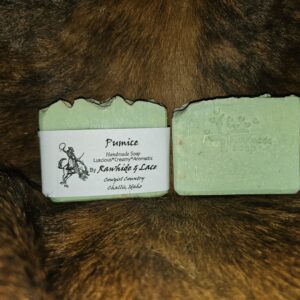 Pumice
Handmade Soap
Luscious*Creamy*Aromatic
By Rawhide & Lace
Cowgirl Country
Challis, Idaho